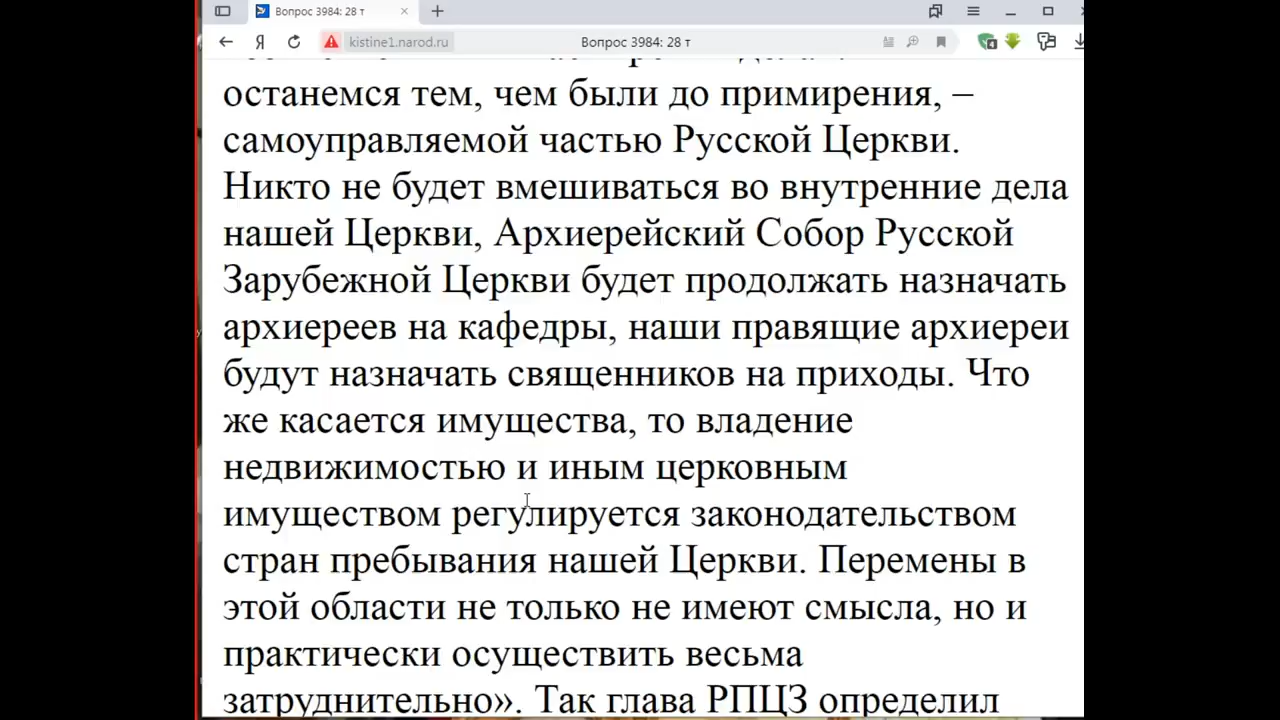 Вопрос 3984: 28 т
kistine1.narod.ru
Вопрос 3984: 28 т
останемся тем, чем были до примирения, –
самоуправляемой частью Русской Церкви.
Никто не будет вмешиваться во внутренние дела
нашей Церкви, Архиерейский Собор Русской
Зарубежной Церкви будет продолжать назначать
архиереев на кафедры, наши правящие архиереи
будут назначать священников на приходы. Что
же касается имущества, то владение
недвижимостью и иным церковным
имуществом регулируется законодательством
стран пребывания нашей Церкви. Перемены в
этой области не только не имеют смысла, но и
практически осуществить весьма
затруднительно». Так глава РПЦЗ определил